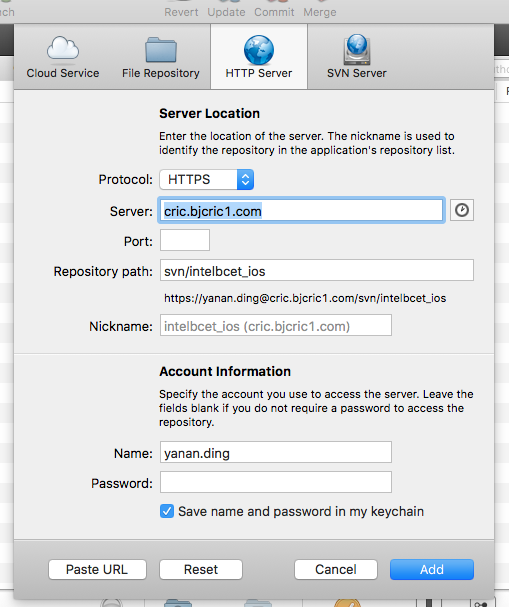 Revert Update Commit Merge
Cloud Service File Repository HTTP Server SVN Server
Server Location
Enter the location of the server. The nickname is used to
identify the repository in the application's repository list.
Protocol: HTTPS
Server: cric.bjcric1.com
Port:
Repository path: svn/intelbcet_ios
https://yanan.ding@cric.bjcric1.com/svn/intelbcet_ios
Nickname: intelbcet_ios (cric.bjcric1.com)
Account Information
Specify the account you use to access the server. Leave the
fields blank if you do not require a password to access the
repository.
Name: yanan.ding
Password:
Save name and password in my keychain
Paste URL Reset Cancel Add